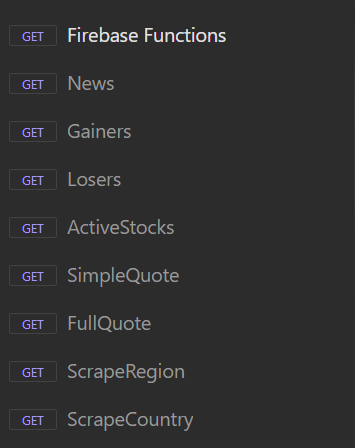 GET Firebase Functions
GET News
GET Gainers
GET Losers
GET ActiveStocks
GET SimpleQuote
GET FullQuote
GET ScrapeRegion
GET ScrapeCountry